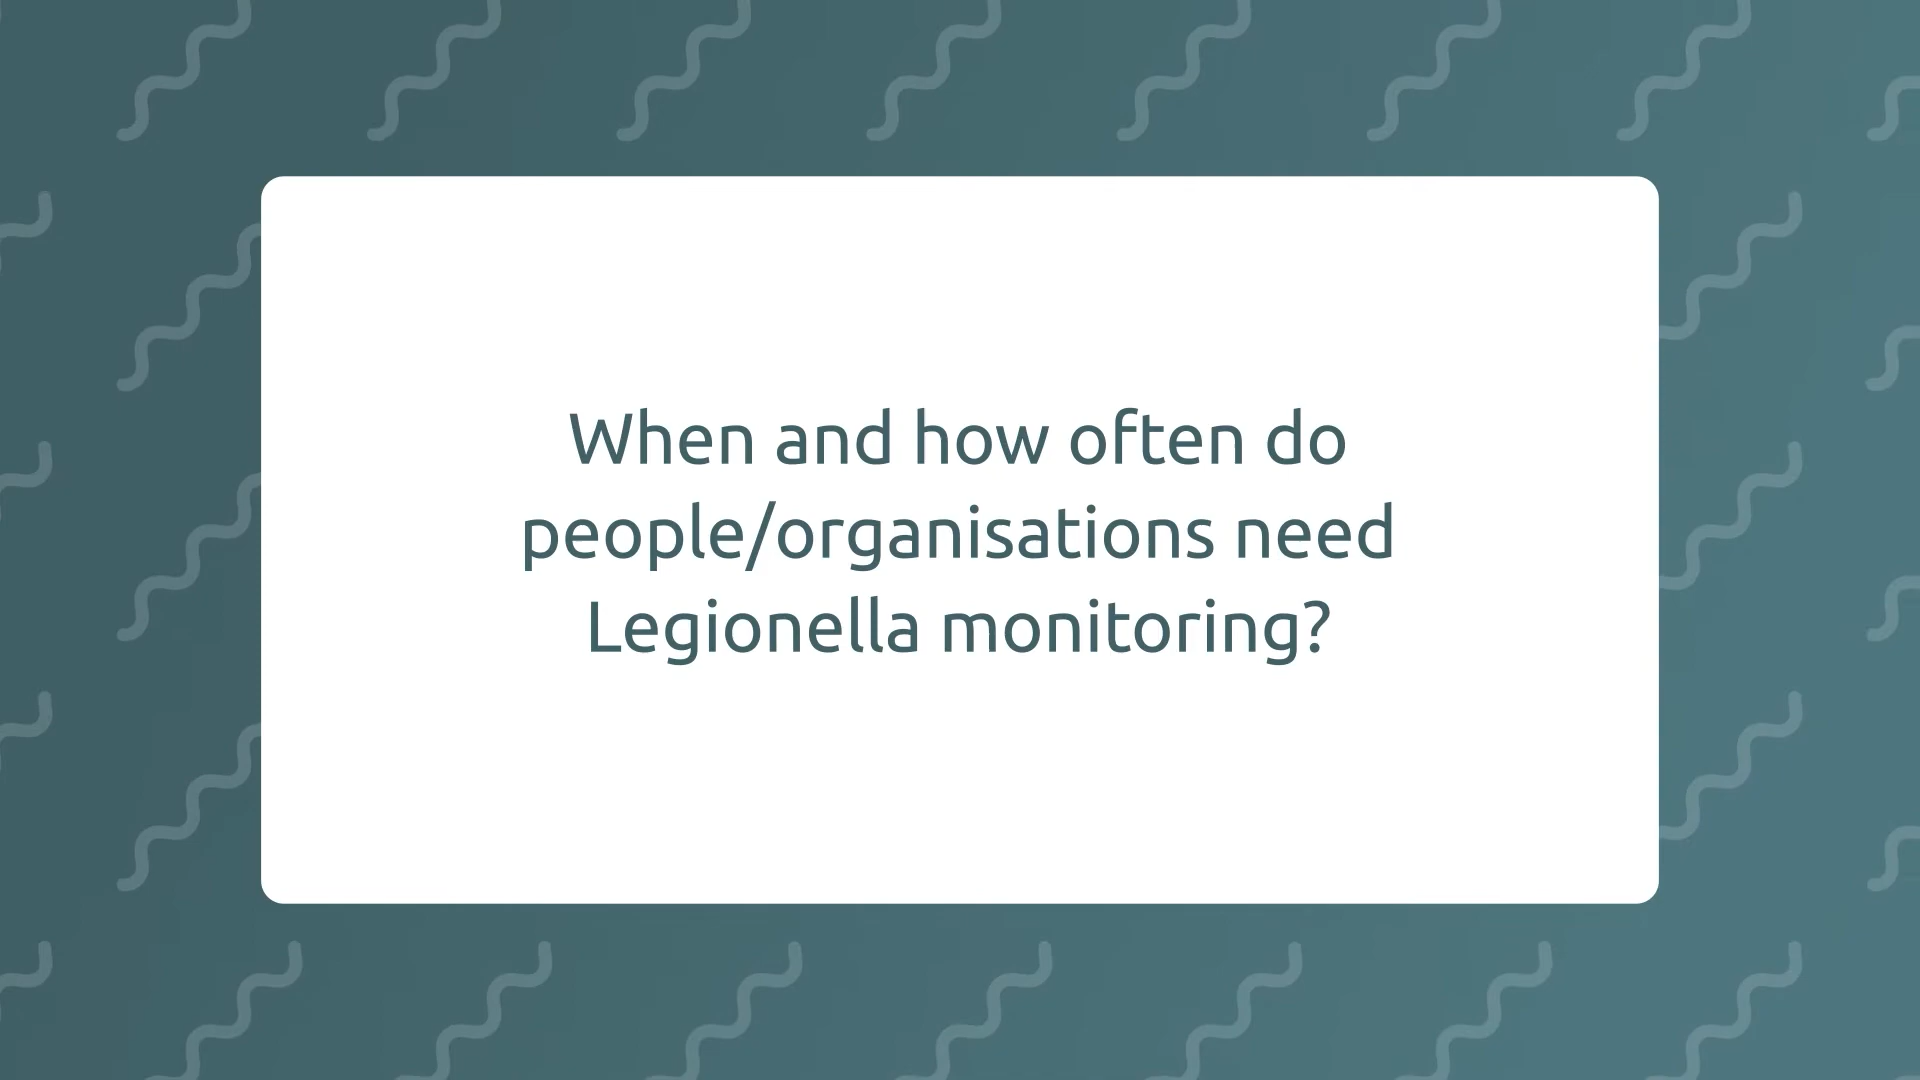 When and how often do
people/organisations need
Legionella monitoring?